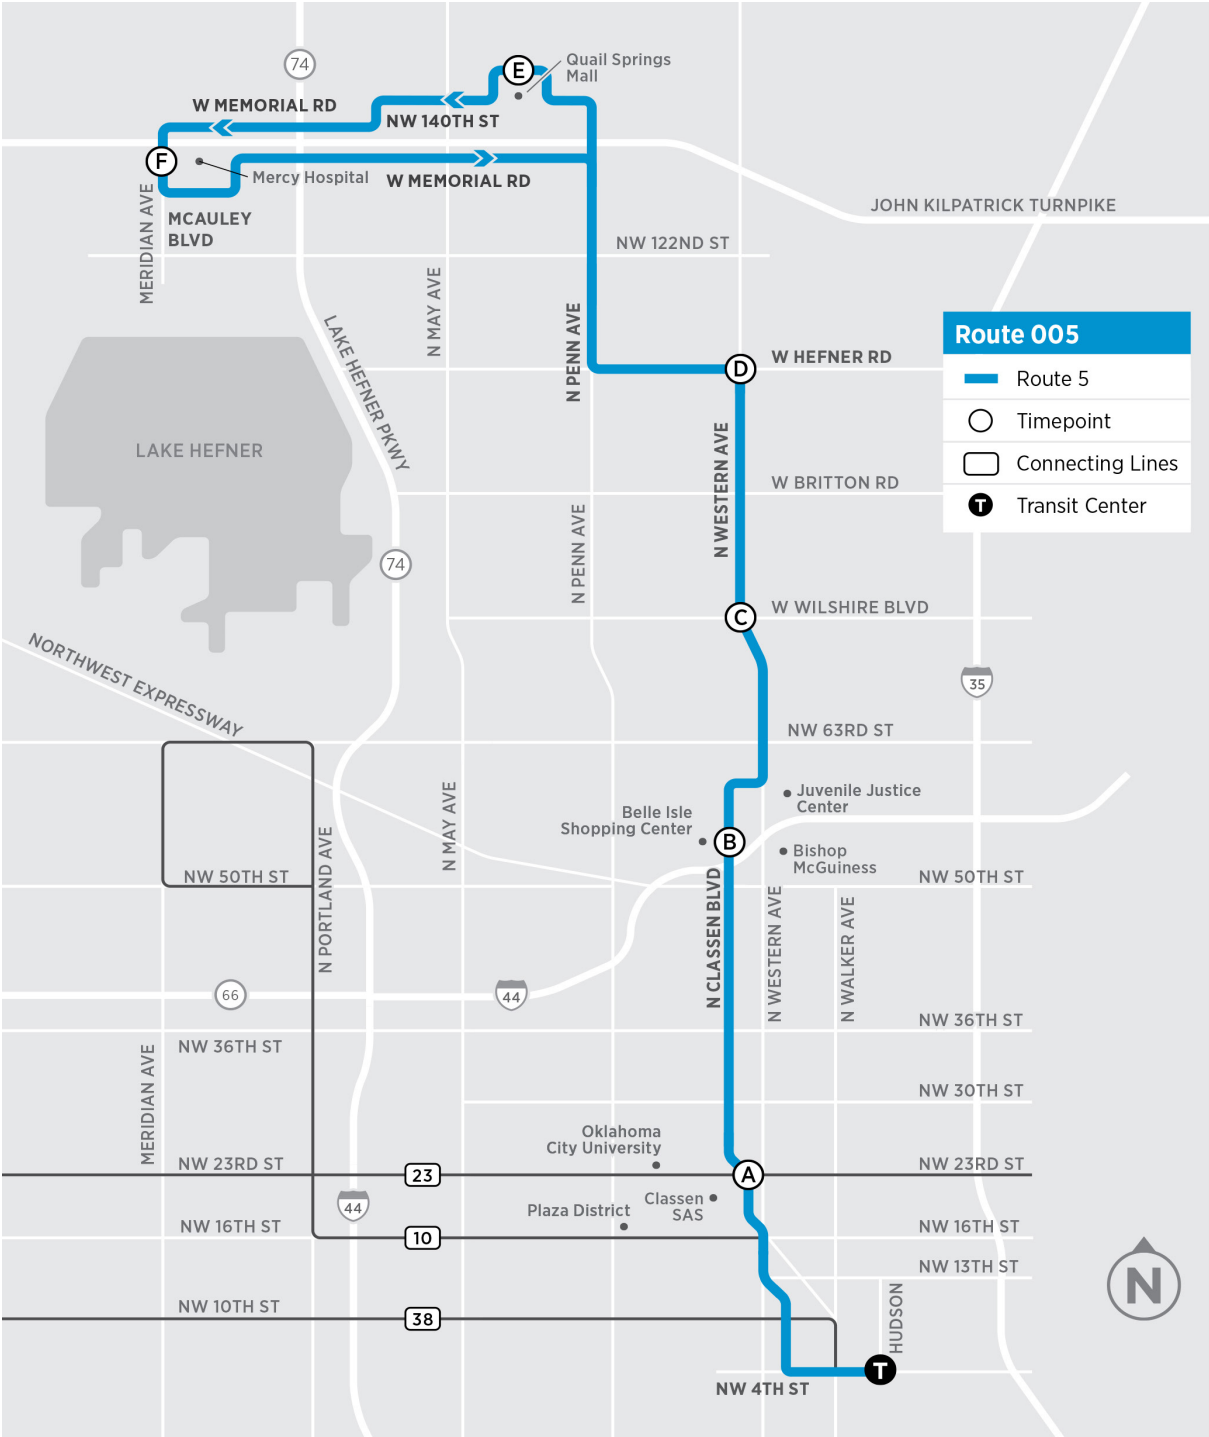 74
E
Quail Springs
Mall
W MEMORIAL RD
NW 140TH ST
F
Mercy Hospital
W MEMORIAL RD
MERIDIAN AVE
MCAULEY
BLVD
JOHN KILPATRICK TURNPIKE
NW 122ND ST
N MAY AVE
LAKE HEFNER PKWY
N PENN AVE
D
W HEFNER RD
Route 005
Route 5
Timepoint
Connecting Lines
T
Transit Center
LAKE HEFNER
N WESTERN AVE
W BRITTON RD
N PENN AVE
74
C
W WILSHIRE BLVD
NORTHWEST EXPRESSWAY
35
NW 63RD ST
Juvenile Justice
Center
Belle Isle
Shopping Center
B
Bishop
McGuiness
N MAY AVE
N PORTLAND AVE
NW 50TH ST
NW 50TH ST
N CLASSEN BLVD
N WESTERN AVE
N WALKER AVE
66
44
NW 36TH ST
NW 36TH ST
MERIDIAN AVE
NW 30TH ST
Oklahoma
City University
NW 23RD ST
23
A
NW 23RD ST
44
Classen
SAS
Plaza District
NW 16TH ST
10
NW 16TH ST
NW 13TH ST
N
HUDSON
NW 10TH ST
38
T
NW 4TH ST